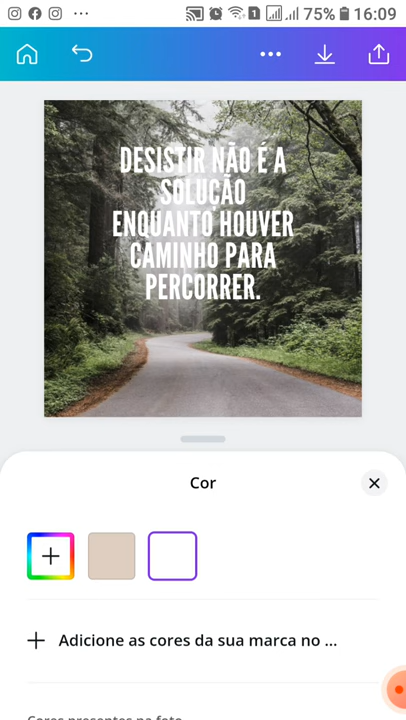 75% 16:09
DESISTIR NÃO É A
SOLUÇÃO
ENQUANTO HOUVER
CAMINHO PARA
PERCORRER.
Cor
Adicione as cores da sua marca no ...
Cores presentes na foto